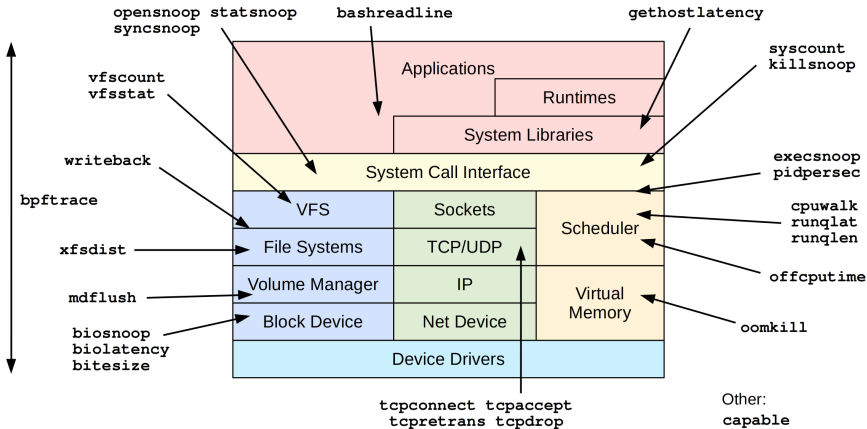 opensnoop statsnoop
syncsnoop
bashreadline
gethostlatency
vfscount
vfsstat
Applications
syscount
killsnoop
Runtimes
System Libraries
writeback
System Call Interface
execsnoop
pidpersec
bpftrace
VFS
Sockets
Scheduler
cpuwalk
runqlat
runqlen
xfsdist
File Systems
TCP/UDP
offcputime
mdflush
Volume Manager
IP
Virtual
Memory
biosnoop
biolatency
bitesize
Block Device
Net Device
oomkill
Device Drivers
tcpconnect tcpaccept
tcpretrans tcpdrop
Other:
capable